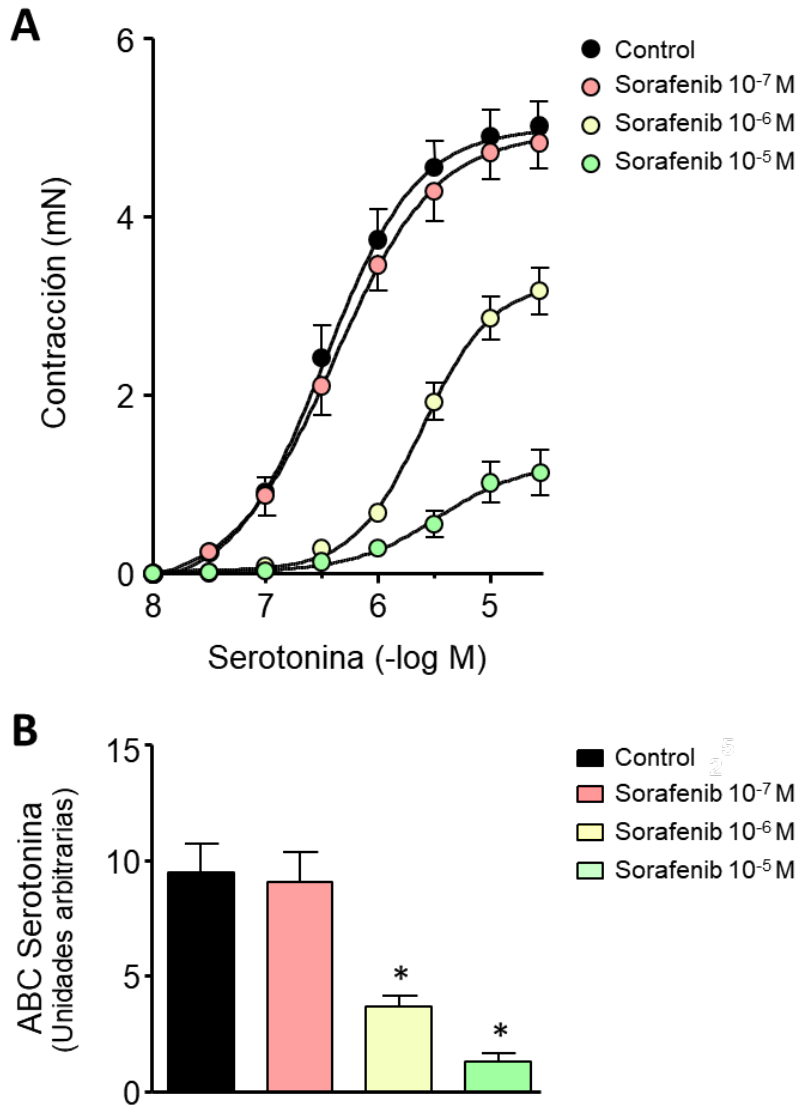 A
6
4
2
0
8
7
6
5
Contracción (mN)
Serotonina (-log M)
Control
Sorafenib 10⁻⁷ M
Sorafenib 10⁻⁶ M
Sorafenib 10⁻⁵ M
B
15
10
5
0
ABC Serotonina
(Unidades arbitrarias)
*
*
Control
Sorafenib 10⁻⁷ M
Sorafenib 10⁻⁶ M
Sorafenib 10⁻⁵ M